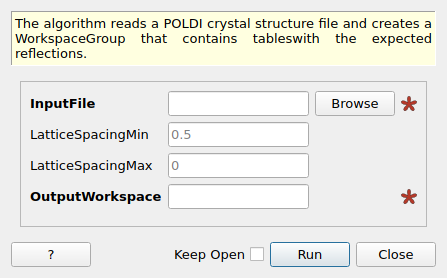 The algorithm reads a POLDI crystal structure file and creates a
WorkspaceGroup that contains tableswith the expected
reflections.
InputFile Browse *
LatticeSpacingMin 0.5
LatticeSpacingMax 0
OutputWorkspace *
? Keep Open Run Close